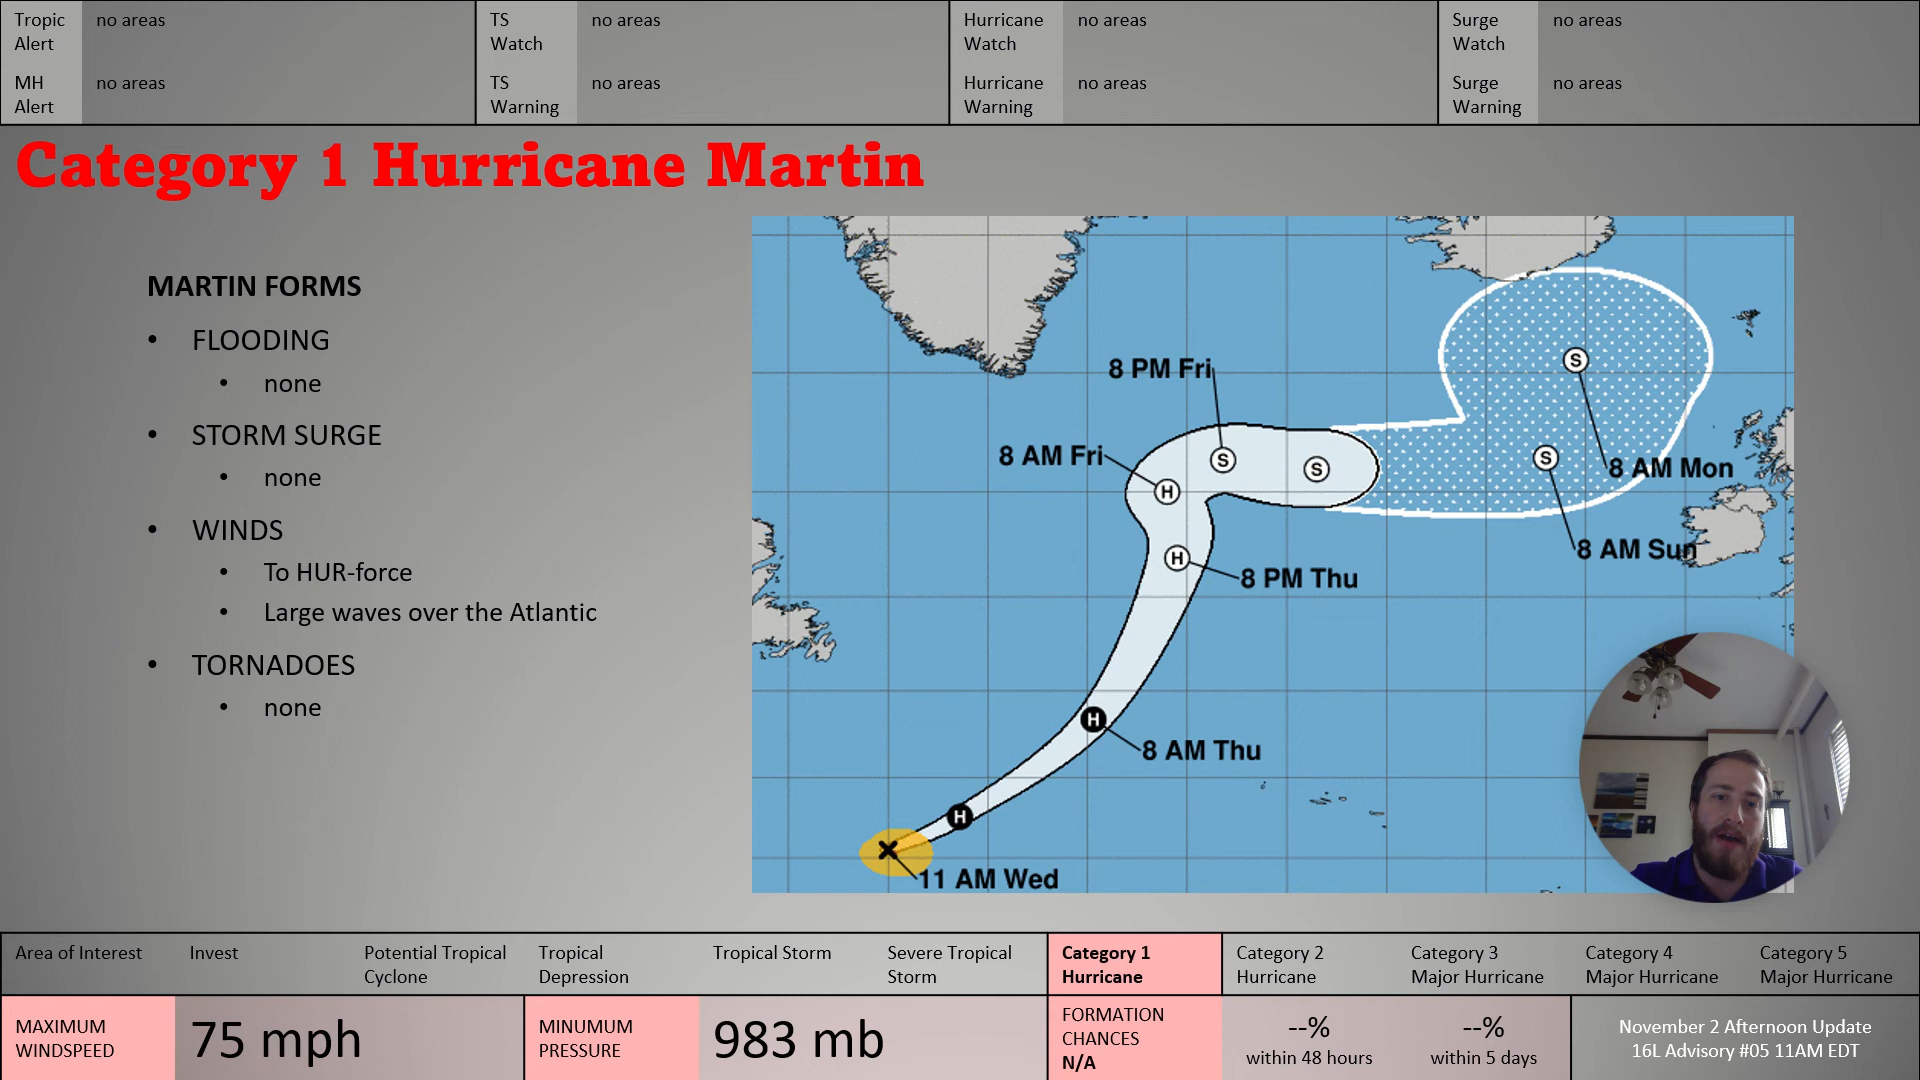 Tropic
Alert
no areas
TS
Watch
no areas
Hurricane
Watch
no areas
Surge
Watch
no areas
MH
Alert
no areas
TS
Warning
no areas
Hurricane
Warning
no areas
Surge
Warning
no areas
Category 1 Hurricane Martin
MARTIN FORMS
• FLOODING
• none
• STORM SURGE
• none
• WINDS
• To HUR-force
• Large waves over the Atlantic
• TORNADOES
• none
8 PM Fri
S
8 AM Fri
S
S
8 AM Mon
H
S
8 AM Sun
H
8 PM Thu
H
8 AM Thu
H
11 AM Wed
Area of Interest
Invest
Potential Tropical
Cyclone
Tropical
Depression
Tropical Storm
Severe Tropical
Storm
Category 1
Hurricane
Category 2
Hurricane
Category 3
Major Hurricane
Category 4
Major Hurricane
Category 5
Major Hurricane
MAXIMUM
WINDSPEED
75 mph
MINUMUM
PRESSURE
983 mb
FORMATION
CHANCES
N/A
--%
within 48 hours
--%
within 5 days
November 2 Afternoon Update
16L Advisory #05 11AM EDT